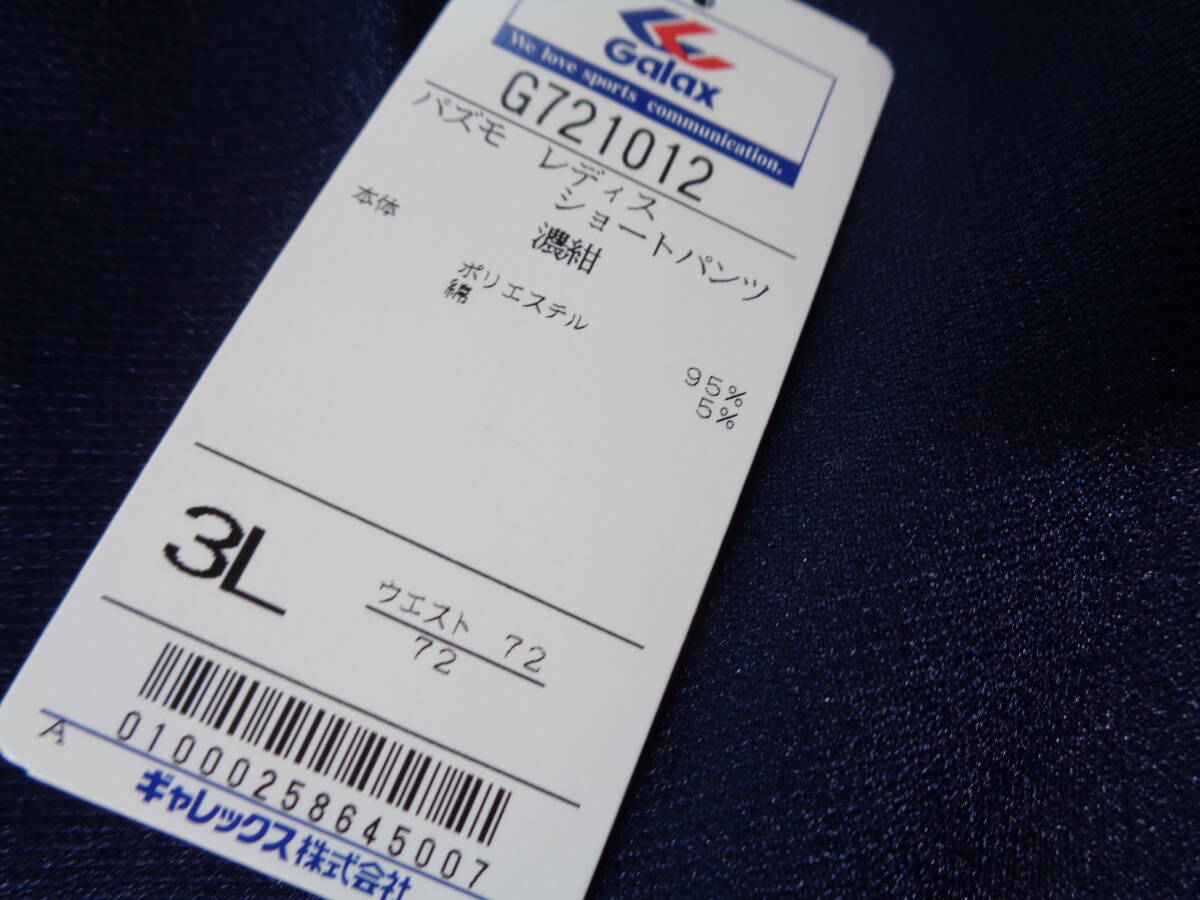 Galax
We love sports communication.
G721012
パズモ レディス
ショートパンツ
濃紺
本体
ポリエステル 95%
綿 5%
3L
ウエスト 72
72
A 01000258645007
ギャレックス株式会社